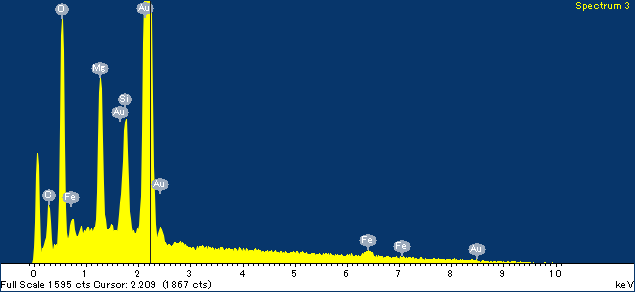 Spectrum 3
O Au
Mg
Si
Au
Au
O Fe
Fe Fe Au
0 1 2 3 4 5 6 7 8 9 10
Full Scale 1595 cts Cursor: 2.209 (1867 cts) keV